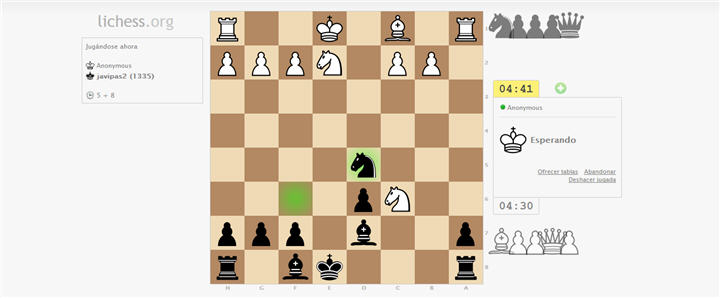 lichess.org
Jugándose ahora
Anonymous
javipas2 (1335)
5 + 8
1
2
3
4
5
6
7
8
H G F E D C B A
04:41
Anonymous
Esperando
Ofrecer tablas Abandonar
Deshacer jugada
04:30